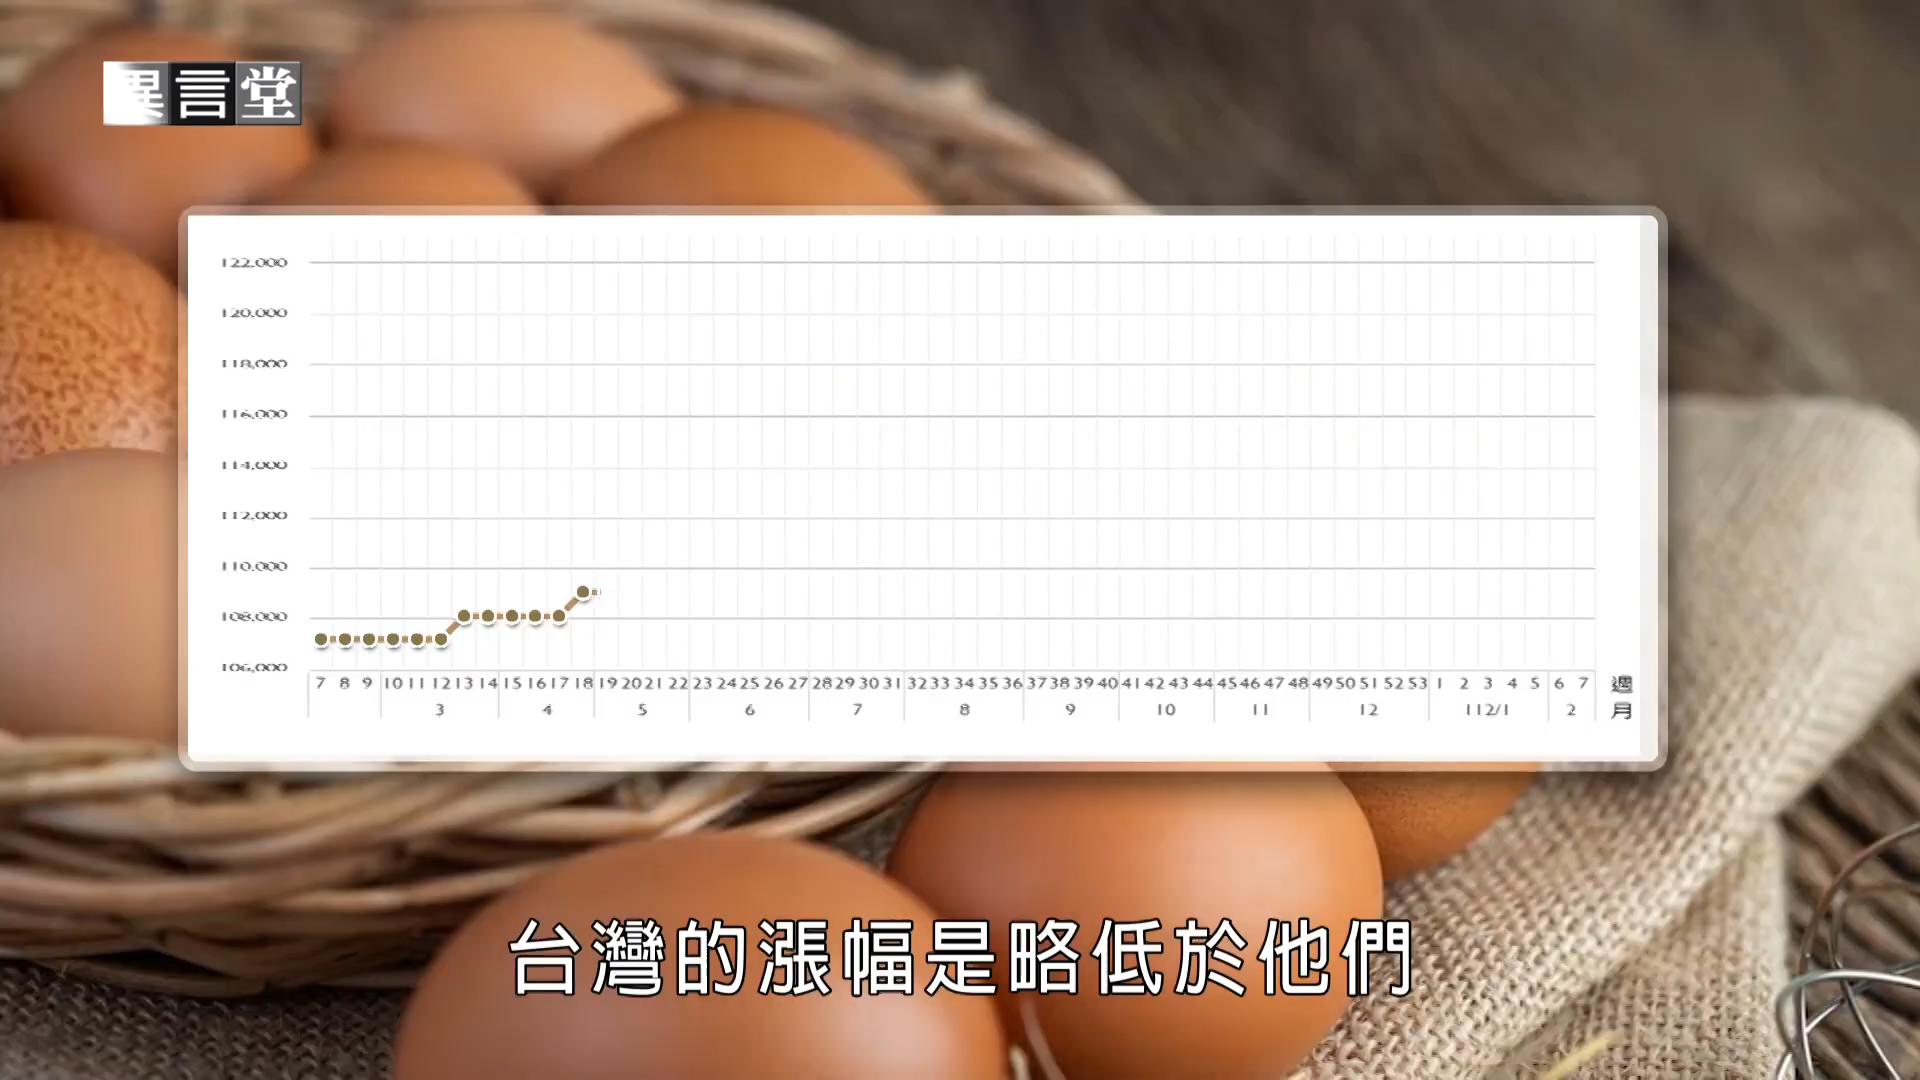 異言堂
122,000
120,000
118,000
116,000
114,000
112,000
110,000
108,000
106,000
7 8 9 10 11 12 13 14 15 16 17 18 19 20 21 22 23 24 25 26 27 28 29 30 31 32 33 34 35 36 37 38 39 40 41 42 43 44 45 46 47 48 49 50 51 52 53 1 2 3 4 5 6 7 週
3 4 5 6 7 8 9 10 11 12 112/1 2 月
台灣的漲幅是略低於他們